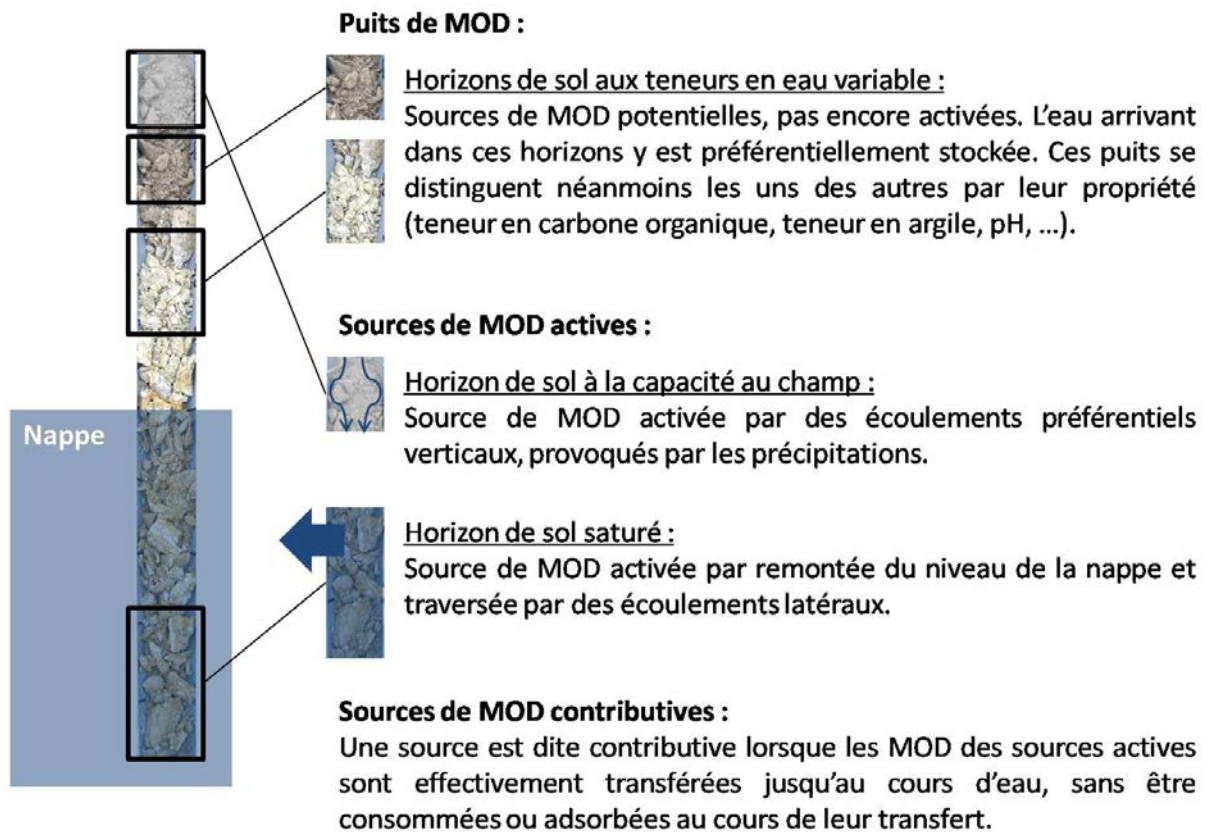 Puits de MOD :
Horizons de sol aux teneurs en eau variable :
Sources de MOD potentielles, pas encore activées. L'eau arrivant
dans ces horizons y est préférentiellement stockée. Ces puits se
distinguent néanmoins les uns des autres par leur propriété
(teneur en carbone organique, teneur en argile, pH, ...).
Sources de MOD actives :
Horizon de sol à la capacité au champ :
Source de MOD activée par des écoulements préférentiels
verticaux, provoqués par les précipitations.
Nappe
Horizon de sol saturé :
Source de MOD activée par remontée du niveau de la nappe et
traversée par des écoulements latéraux.
Sources de MOD contributives :
Une source est dite contributive lorsque les MOD des sources actives
sont effectivement transférées jusqu'au cours d'eau, sans être
consommées ou adsorbées au cours de leur transfert.